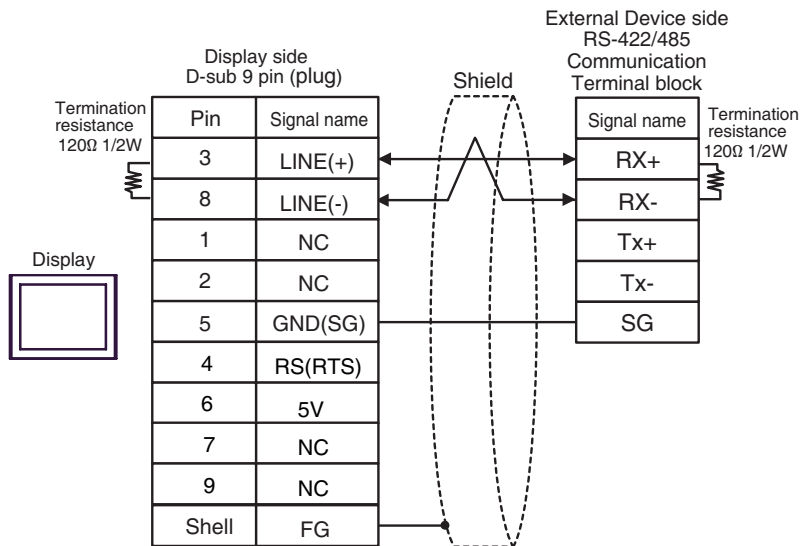 External Device side
RS-422/485
Communication
Terminal block
Display side
D-sub 9 pin (plug)
Shield
Termination
resistance
120Ω 1/2W
Pin Signal name
Signal name
Termination
resistance
120Ω 1/2W
3 LINE(+)
RX+
8 LINE(-)
RX-
1 NC
Tx+
Display
2 NC
Tx-
5 GND(SG)
SG
4 RS(RTS)
6 5V
7 NC
9 NC
Shell FG